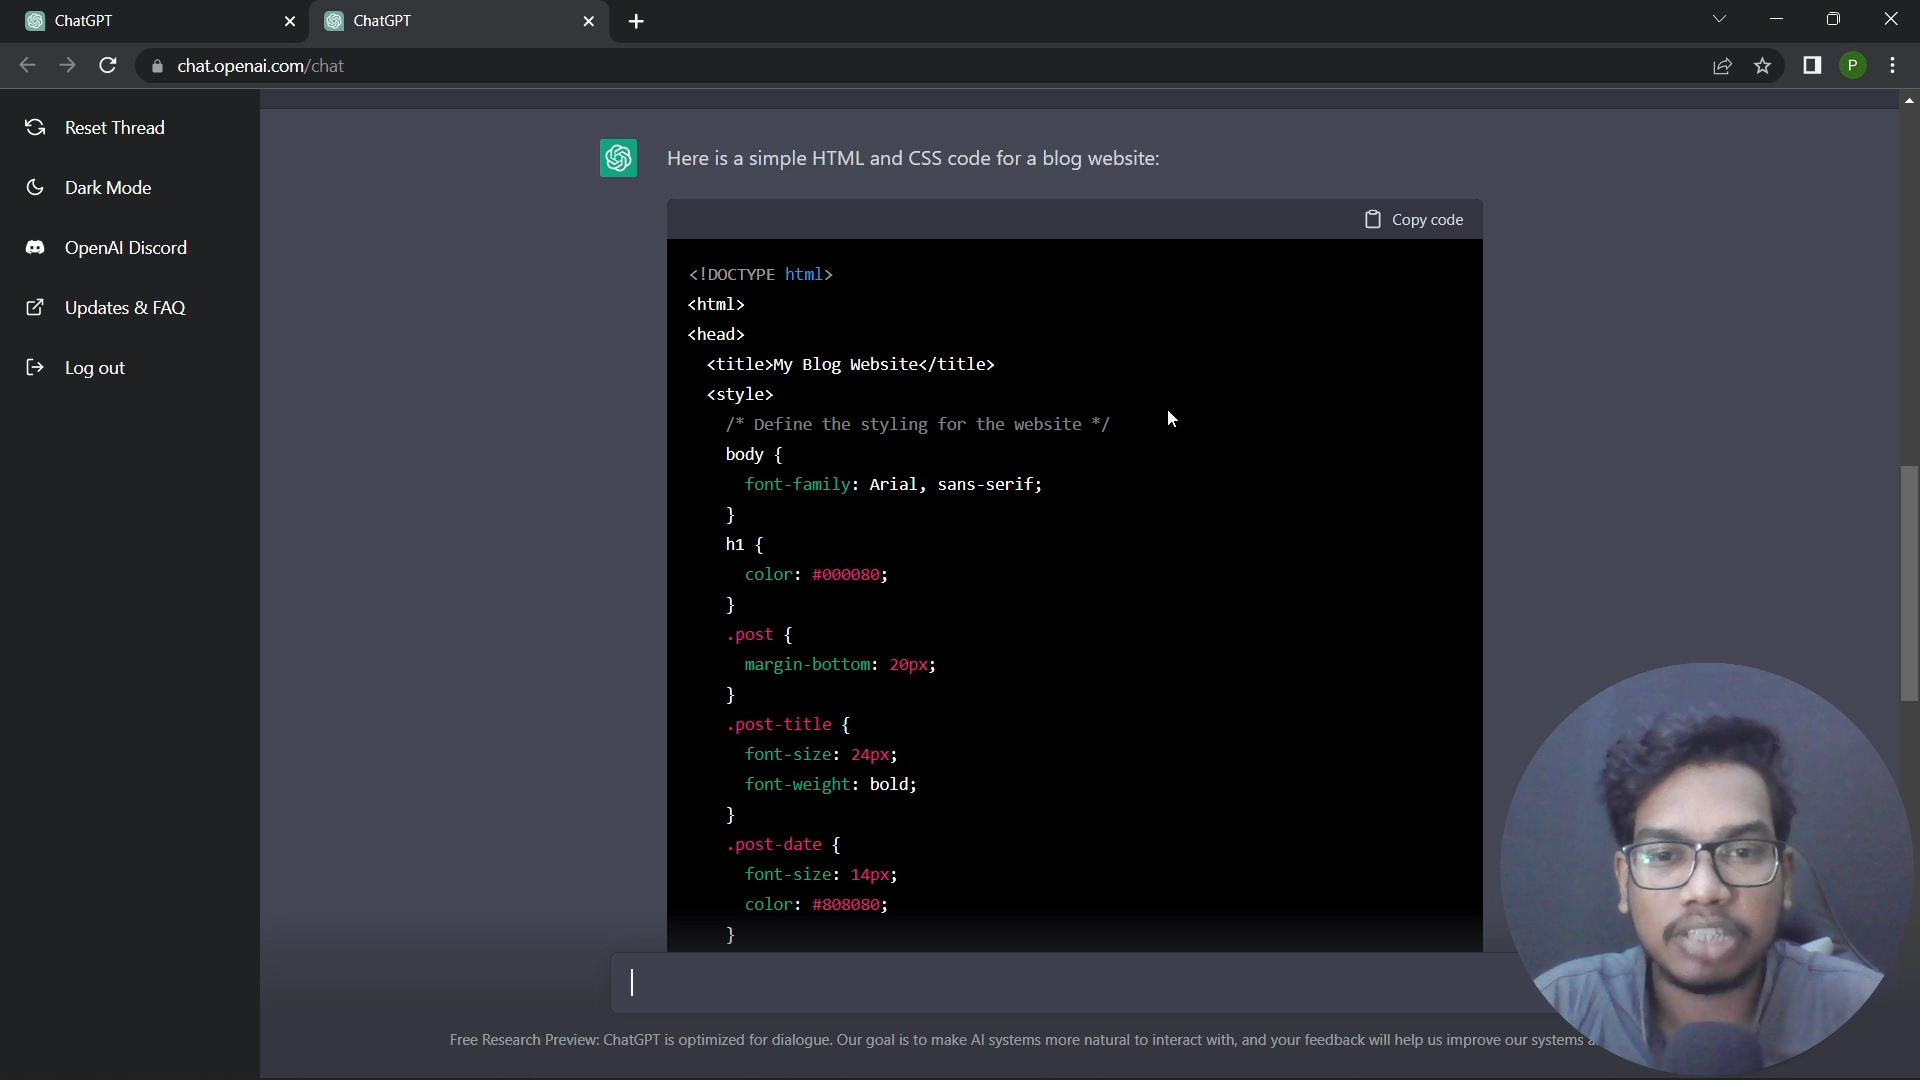 ChatGPT
ChatGPT
chat.openai.com/chat
P
Reset Thread
Dark Mode
OpenAI Discord
Updates & FAQ
Log out
Here is a simple HTML and CSS code for a blog website:
Copy code
<!DOCTYPE html>
<html>
<head>
<title>My Blog Website</title>
<style>
/* Define the styling for the website */
body {
font-family: Arial, sans-serif;
}
h1 {
color: #000080;
}
.post {
margin-bottom: 20px;
}
.post-title {
font-size: 24px;
font-weight: bold;
}
.post-date {
font-size: 14px;
color: #808080;
}
Free Research Preview: ChatGPT is optimized for dialogue. Our goal is to make AI systems more natural to interact with, and your feedback will help us improve our systems